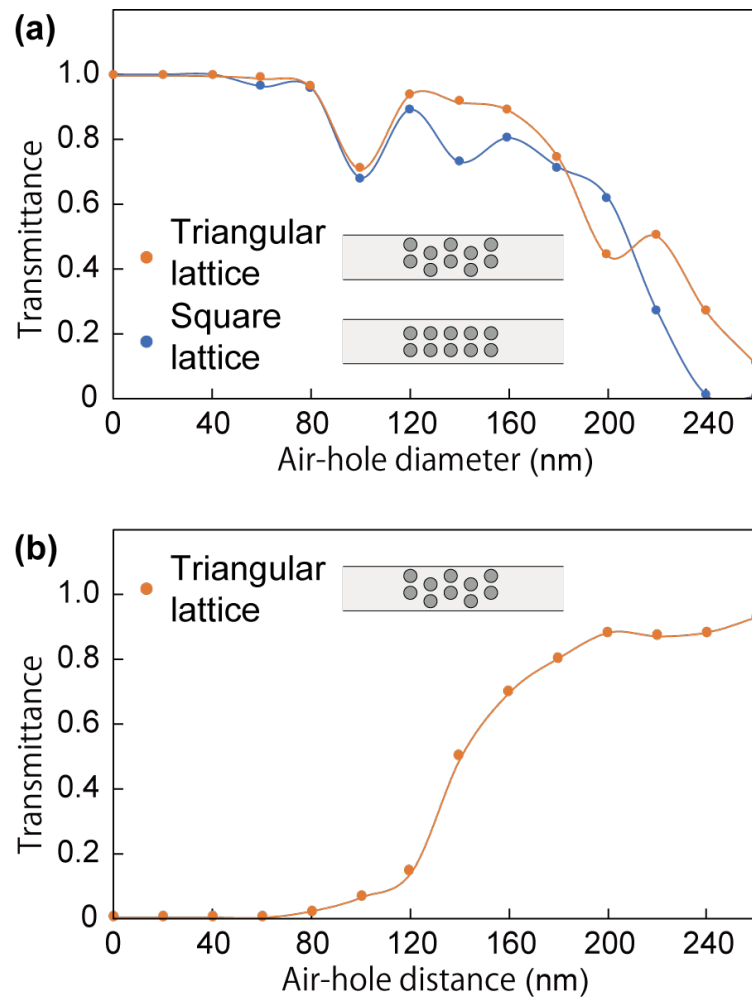 (a)
1.0
0.8
0.6
0.4
0.2
0
Transmittance
Triangular
lattice
Square
lattice
0 40 80 120 160 200 240
Air-hole diameter (nm)
(b)
1.0
0.8
0.6
0.4
0.2
0
Transmittance
Triangular
lattice
0 40 80 120 160 200 240
Air-hole distance (nm)